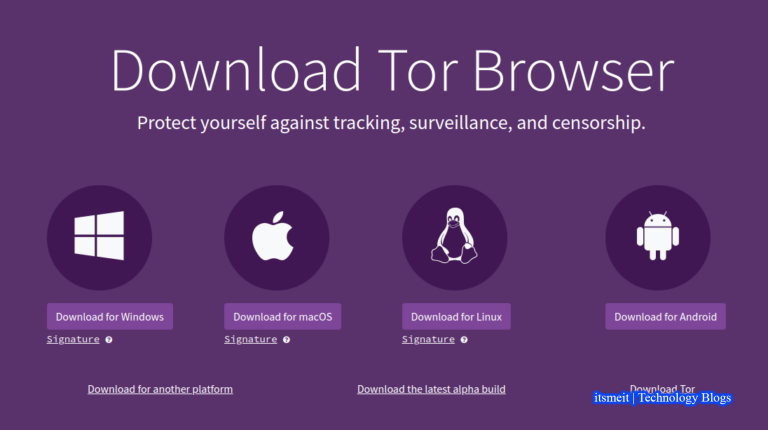 Download Tor Browser
Protect yourself against tracking, surveillance, and censorship.
Download for Windows
Download for macOS
Download for Linux
Download for Android
Signature ?
Signature ?
Signature ?
Download for another platform
Download the latest alpha build
Download Tor
itsmeit | Technology Blogs